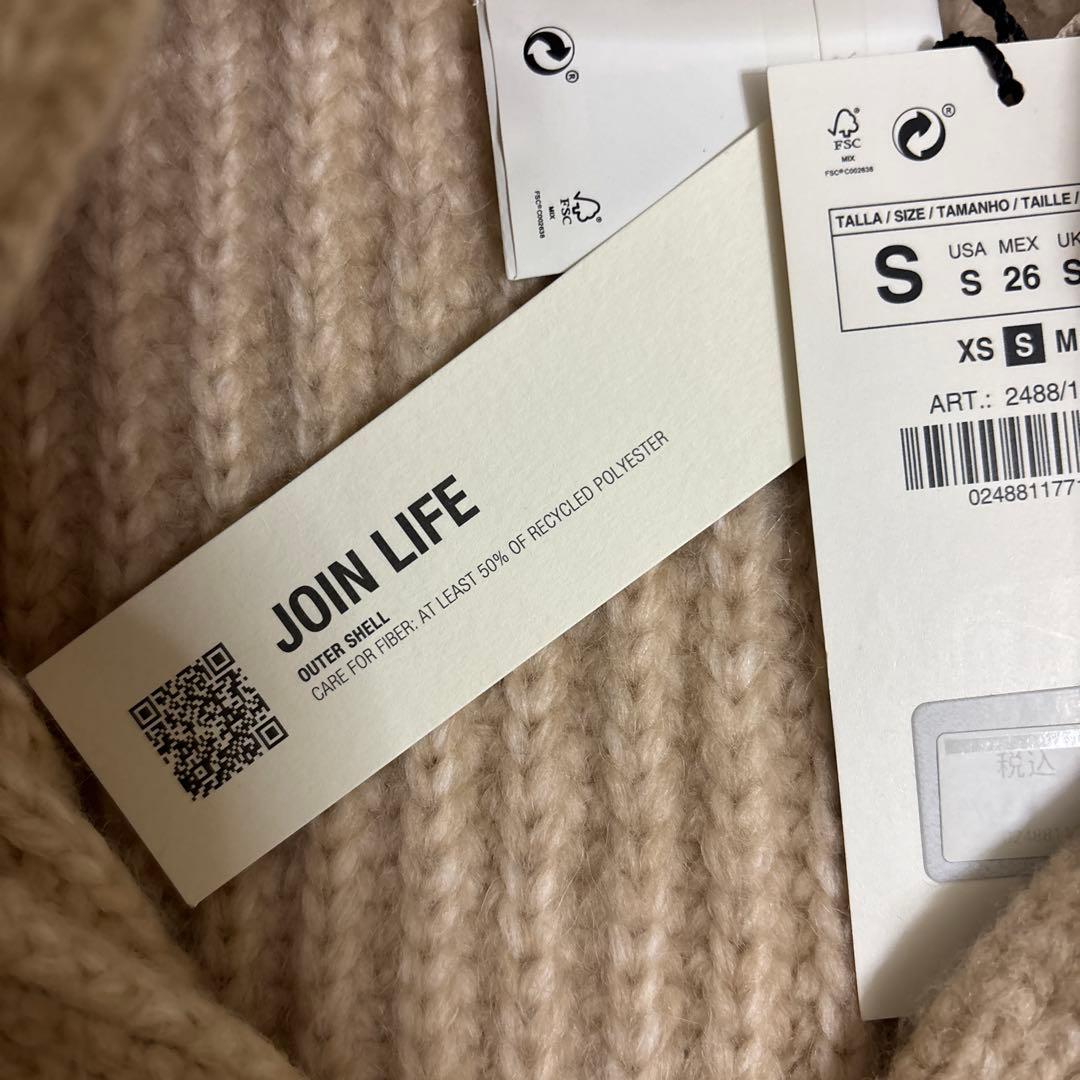 ®
FSC
MIX
FSC® C002638
JOIN LIFE
OUTER SHELL
CARE FOR FIBER: AT LEAST 50% OF RECYCLED POLYESTER
FSC
MIX
FSC® C002638
®
TALLA / SIZE / TAMANHO / TAILLE /
S
USA MEX UK
S 26 S
XS S M
ART.: 2488/1
02488117
税込